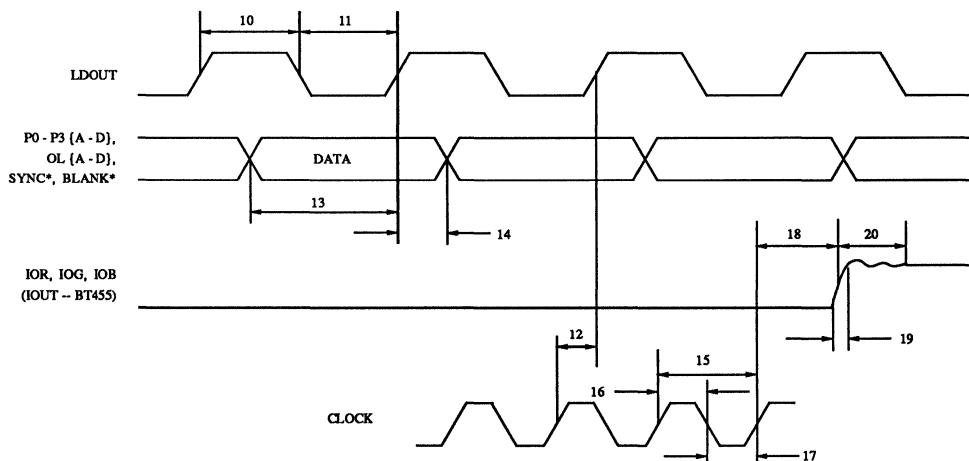 10
11
LDOUT
P0 - P3 {A - D},
OL {A - D},
SYNC*, BLANK*
DATA
13
14
18
20
IOR, IOG, IOB
(IOUT -- BT455)
12
19
15
16
CLOCK
17